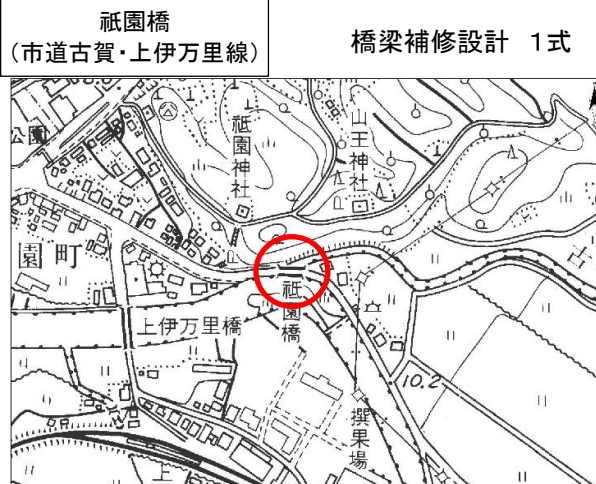 祇園橋
(市道古賀・上伊万里線)
橋梁補修設計 1式
公園
祇園神社
山王神社
園町
祇園橋
上伊万里橋
10.2
撰果場
上
古